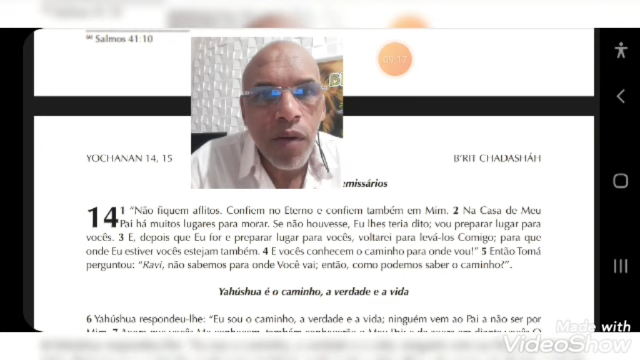 (a) Salmos 41:10
09:17
YOCHANAN 14, 15
B'RIT CHADASHÁH
emissários
14 1 “Não fiquem aflitos. Confiem no Eterno e confiem também em Mim. 2 Na Casa de Meu
Pai há muitos lugares para morar. Se não houvesse, Eu lhes teria dito; vou preparar lugar para
vocês. 3 E, depois que Eu for e preparar lugar para vocês, voltarei para levá-los Comigo; para que
onde Eu estiver vocês estejam também. 4 E vocês conhecem o caminho para onde vou!” 5 Então Tomá
perguntou: “Ravi, não sabemos para onde Você vai; então, como podemos saber o caminho?”.
Yahúshua é o caminho, a verdade e a vida
6 Yahúshua respondeu-lhe: “Eu sou o caminho, a verdade e a vida; ninguém vem ao Pai a não ser por
Made with
VideoShow